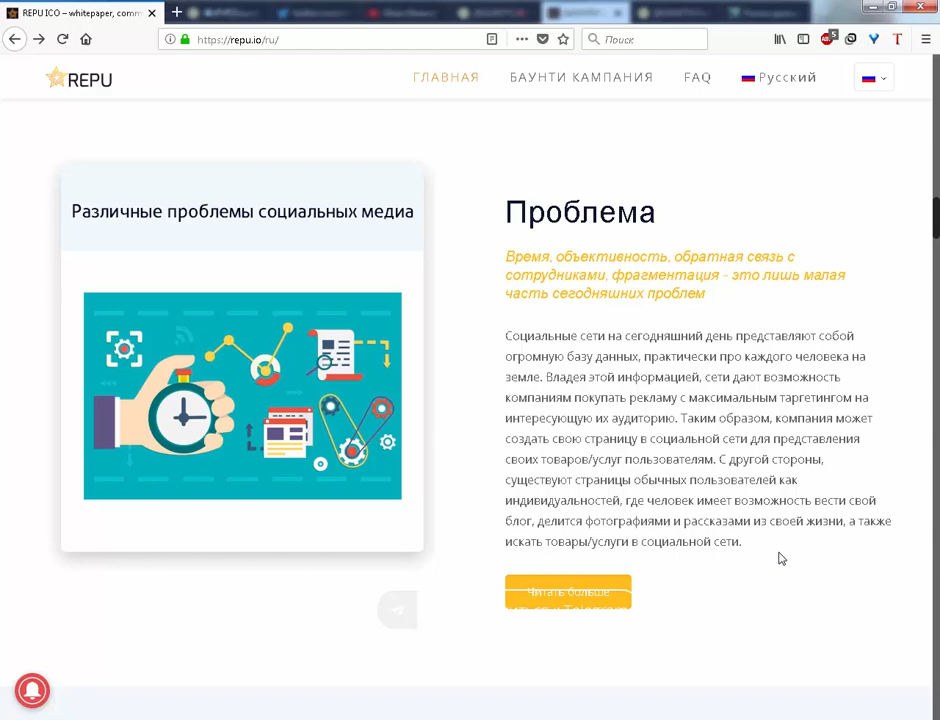 REPU ICO – whitepaper, comm
https://repu.io/ru/
Поиск
5
REPU
ГЛАВНАЯ
БАУНТИ КАМПАНИЯ
FAQ
Русский
Различные проблемы социальных медиа
Проблема
Время, объективность, обратная связь с
сотрудниками, фрагментация - это лишь малая
часть сегодняшних проблем
Социальные сети на сегодняшний день представляют собой
огромную базу данных, практически про каждого человека на
земле. Владея этой информацией, сети дают возможность
компаниям покупать рекламу с максимальным таргетингом на
интересующую их аудиторию. Таким образом, компания может
создать свою страницу в социальной сети для представления
своих товаров/услуг пользователям. С другой стороны,
существуют страницы обычных пользователей как
индивидуальностей, где человек имеет возможность вести свой
блог, делится фотографиями и рассказами из своей жизни, а также
искать товары/услуги в социальной сети.
Читать больше